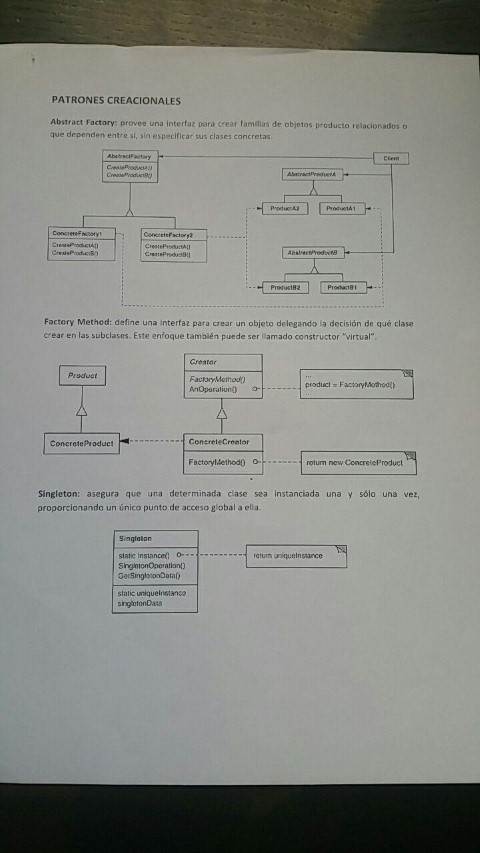 PATRONES CREACIONALES
Abstract Factory: provee una interfaz para crear familias de objetos producto relacionados o
que dependen entre sí, sin especificar sus clases concretas.
AbstractFactory
CreateProductA()
CreateProductB()
Client
AbstractProductA
ProductA2
ProductA1
ConcreteFactory1
CreateProductA()
CreateProductB()
ConcreteFactory2
CreateProductA()
CreateProductB()
AbstractProductB
ProductB2
ProductB1
Factory Method: define una interfaz para crear un objeto delegando la decisión de qué clase
crear en las subclases. Este enfoque también puede ser llamado constructor "virtual".
Product
Creator
FactoryMethod()
AnOperation()
...
product = FactoryMethod()
ConcreteProduct
ConcreteCreator
FactoryMethod()
return new ConcreteProduct
Singleton: asegura que una determinada clase sea instanciada una y sólo una vez,
proporcionando un único punto de acceso global a ella.
Singleton
static Instance()
SingletonOperation()
GetSingletonData()
static uniqueInstance
singletonData
return uniqueInstance